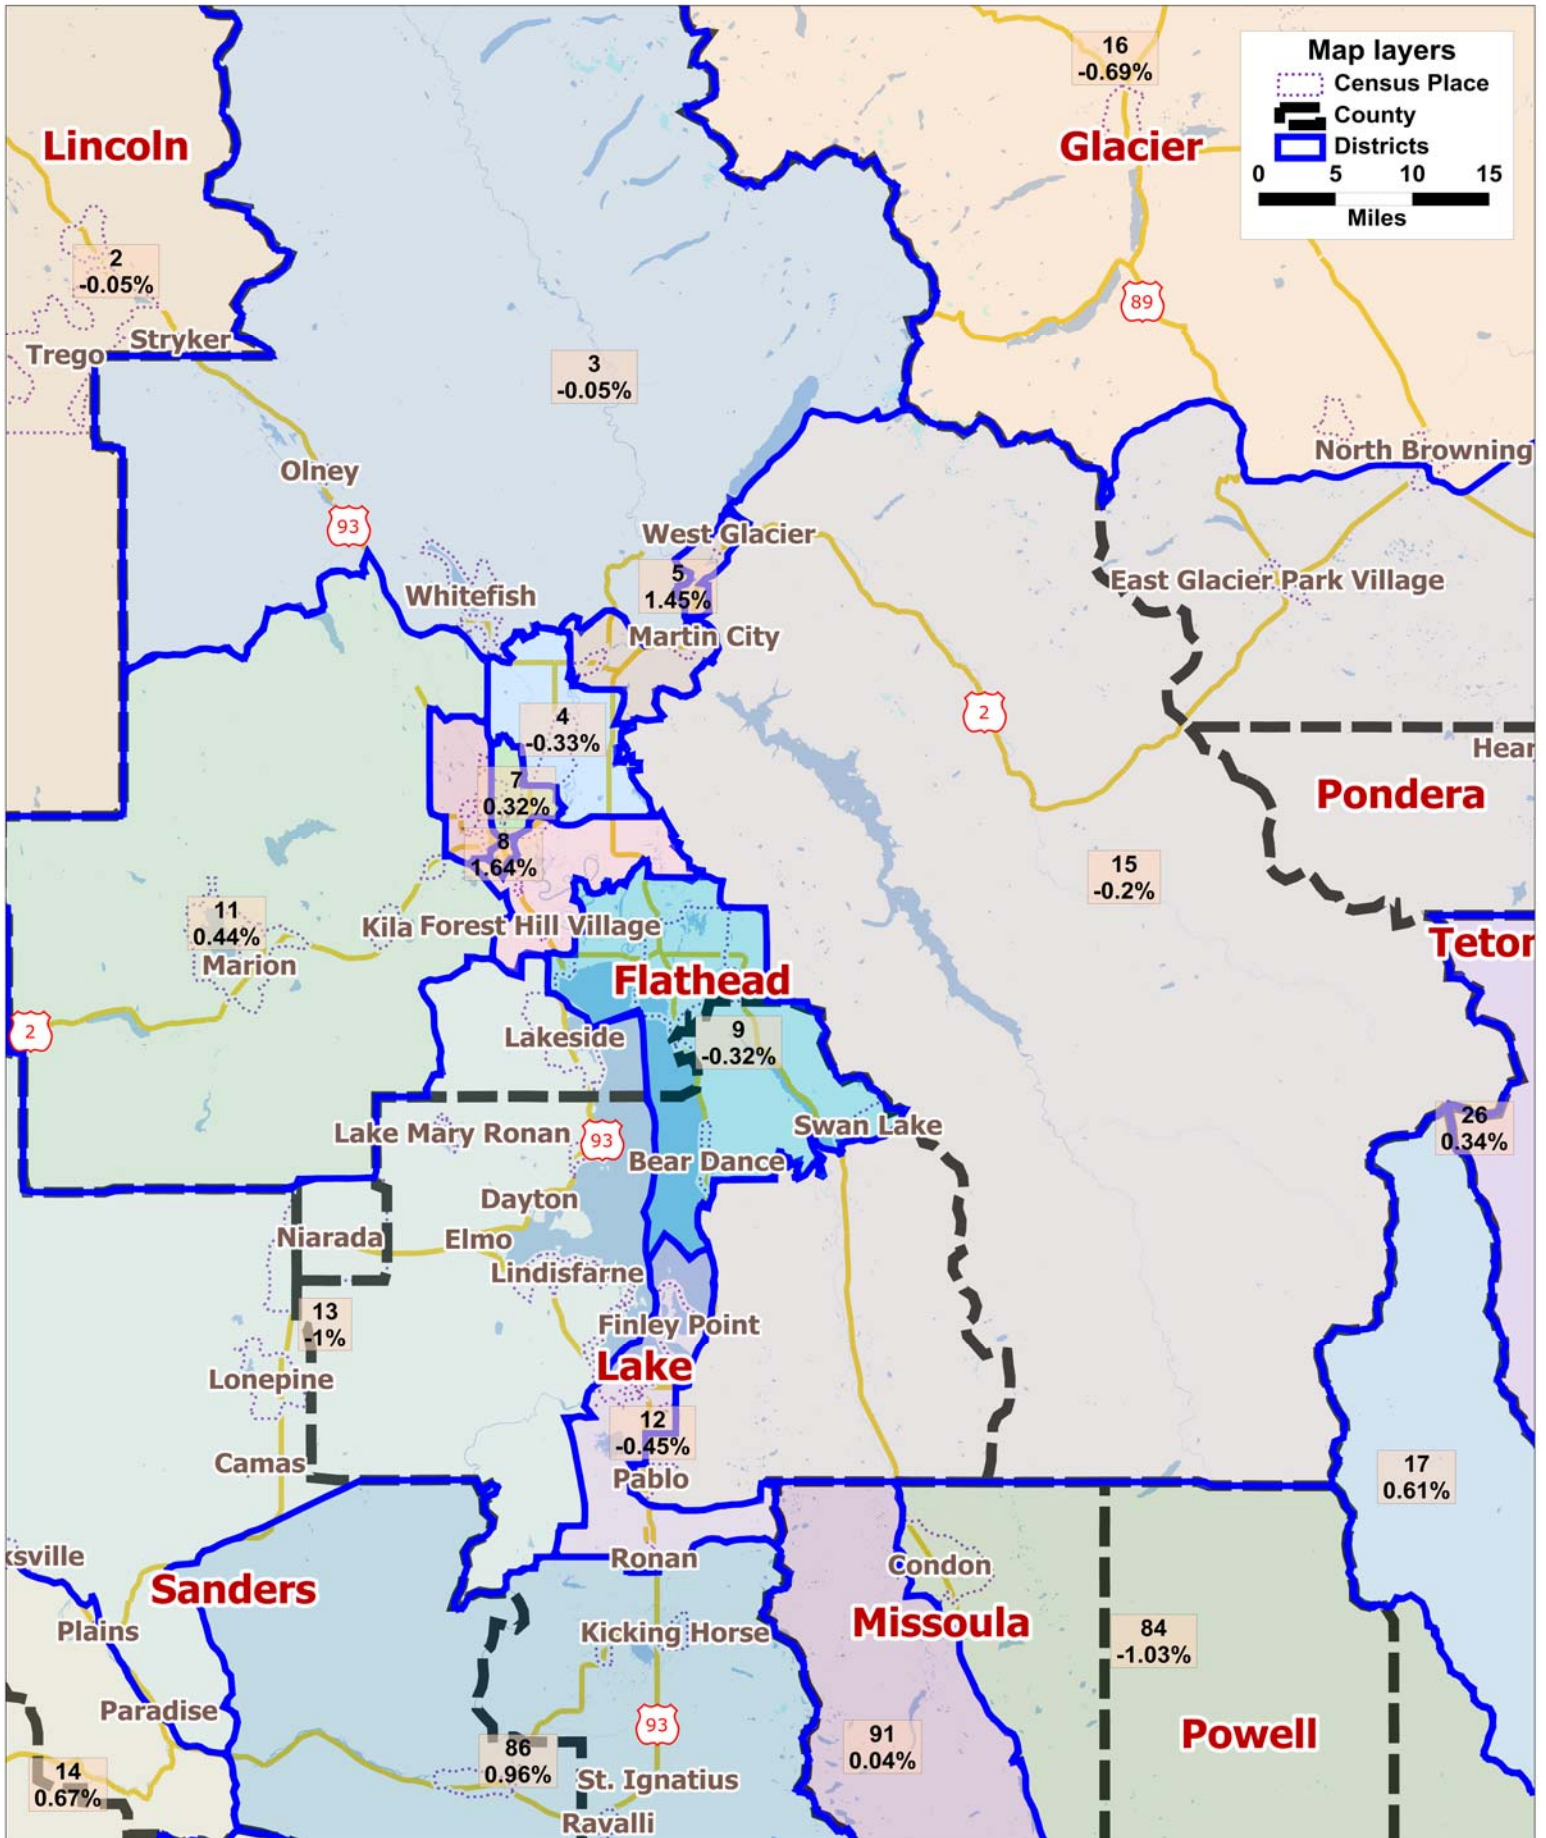 16
-0.69%
Map layers
Census Place
County
Districts
0 5 10 15
Miles
Lincoln
Glacier
2
-0.05%
89
Stryker
Trego
3
-0.05%
North Browning
Olney
93
West Glacier
5
1.45%
East Glacier Park Village
Whitefish
Martin City
4
-0.33%
2
Hear
7
0.32%
Pondera
8
1.64%
15
-0.2%
11
0.44%
Kila
Forest Hill Village
Marion
Teton
Flathead
2
Lakeside
9
-0.32%
Lake Mary Ronan
93
Swan Lake
26
0.34%
Bear Dance
Dayton
Niarada
Elmo
Lindisfarne
13
-1%
Finley Point
Lake
Lonepine
12
-0.45%
Camas
Pablo
17
0.61%
ksville
Ronan
Condon
Sanders
Plains
Kicking Horse
Missoula
84
-1.03%
Paradise
93
91
0.04%
Powell
86
0.96%
14
0.67%
St. Ignatius
Ravalli